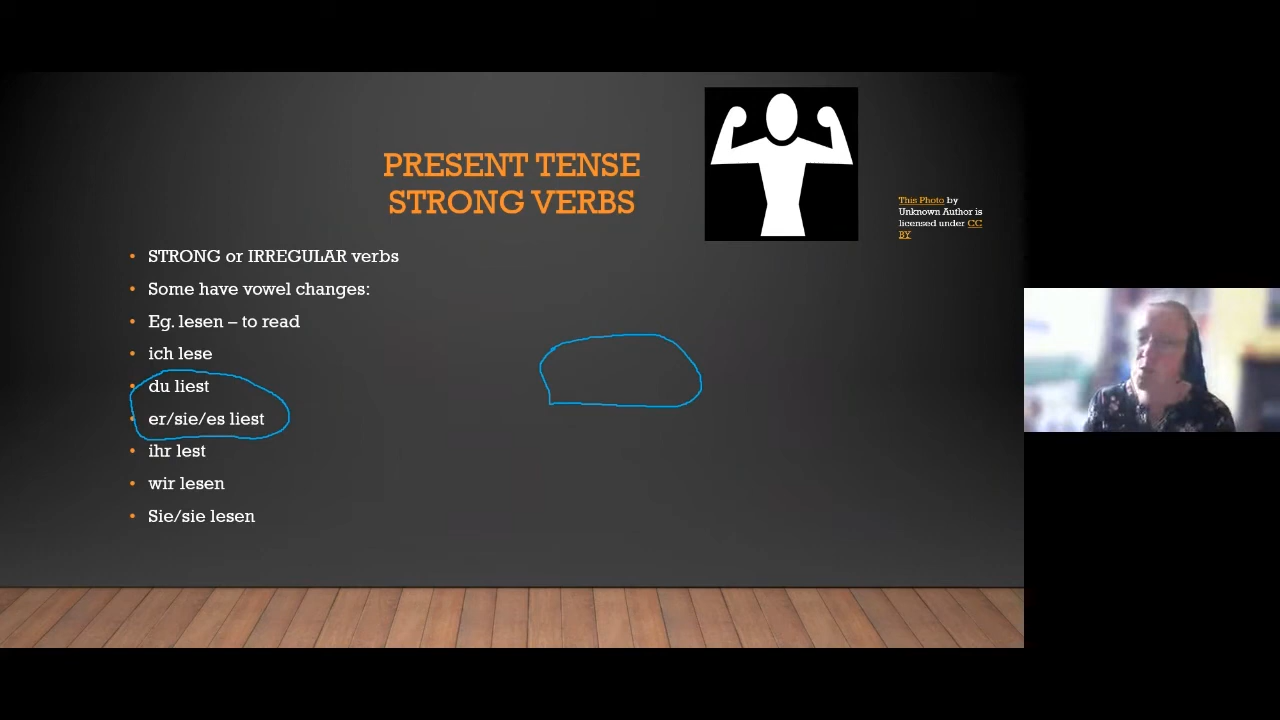 PRESENT TENSE
STRONG VERBS
This Photo by
Unknown Author is
licensed under CC
BY
• STRONG or IRREGULAR verbs
• Some have vowel changes:
• Eg. lesen – to read
• ich lese
• du liest
• er/sie/es liest
• ihr lest
• wir lesen
• Sie/sie lesen